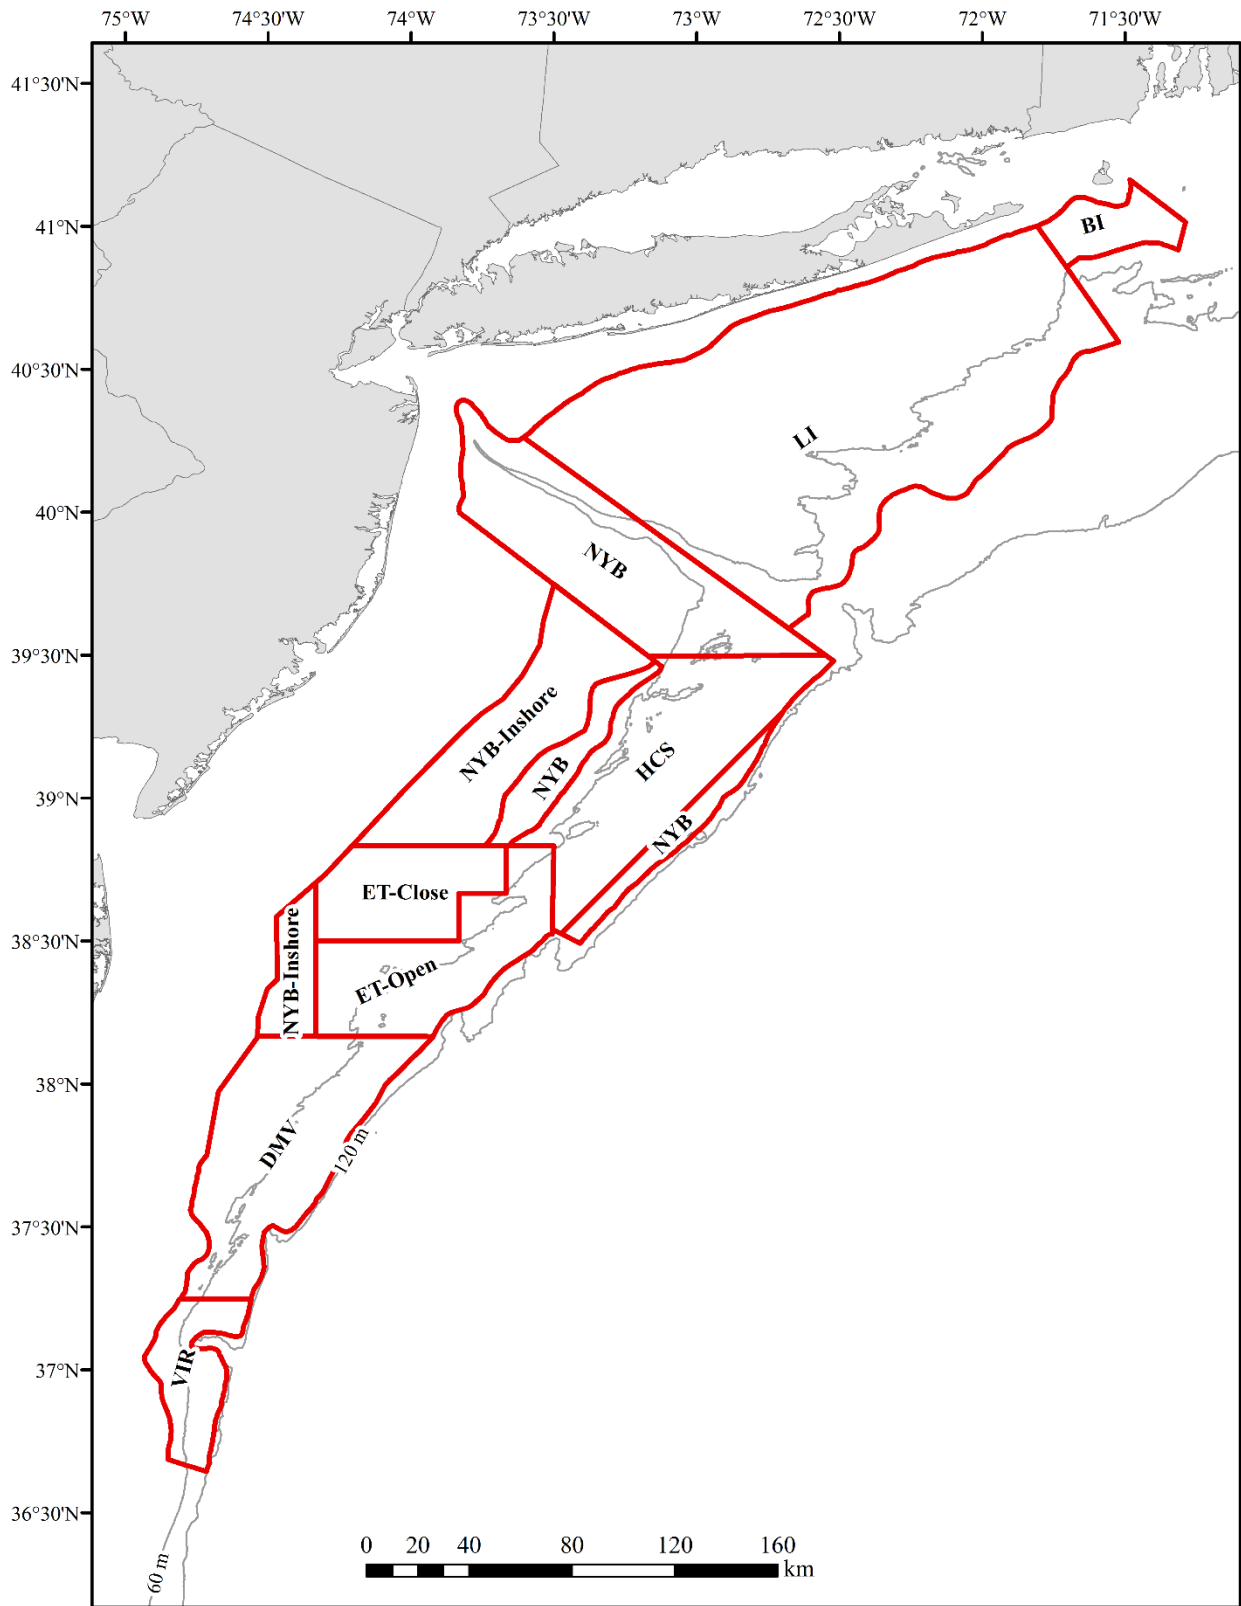 75°W 74°30'W 74°W 73°30'W 73°W 72°30'W 72°W 71°30'W
41°30'N
41°N
BI
40°30'N
LI
40°N
NYB
39°30'N
NYB-Inshore
HCS
NYB
39°N
NYB
ET-Close
38°30'N
NYB-Inshore
ET-Open
38°N
DMV
120 m
37°30'N
37°N
VIR
36°30'N
60 m
0 20 40 80 120 160
km